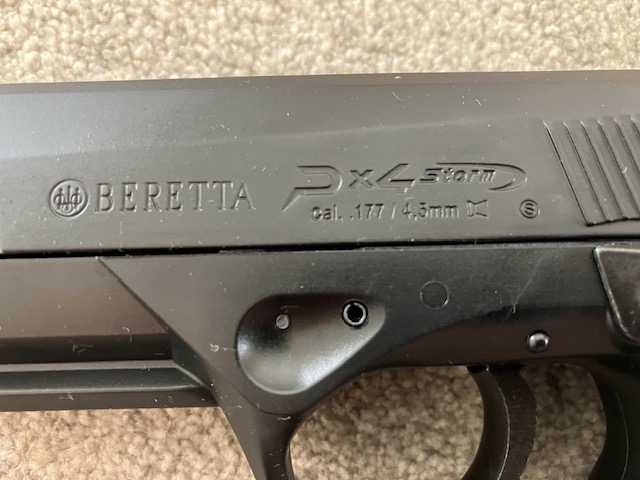 BERETTA
Px4 Storm
cal. .177 / 4,5mm S